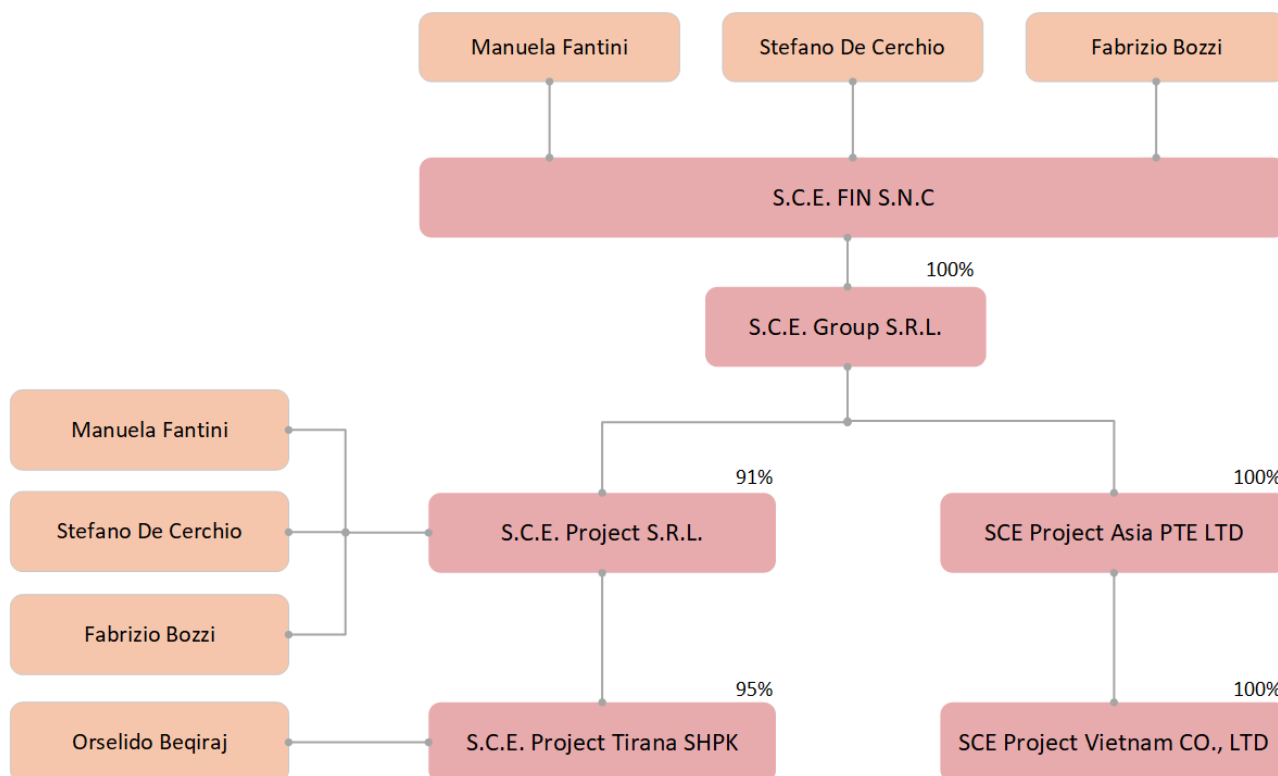 Manuela Fantini
Stefano De Cerchio
Fabrizio Bozzi
S.C.E. FIN S.N.C
100%
S.C.E. Group S.R.L.
Manuela Fantini
91%
100%
Stefano De Cerchio
S.C.E. Project S.R.L.
SCE Project Asia PTE LTD
Fabrizio Bozzi
95%
100%
Orselido Beqiraj
S.C.E. Project Tirana SHPK
SCE Project Vietnam CO., LTD